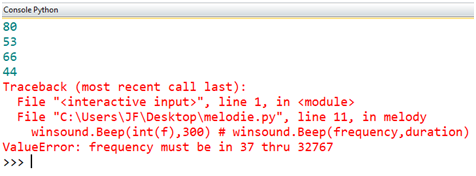 Console Python
80
53
66
44
Traceback (most recent call last):
  File "<interactive input>", line 1, in <module>
  File "C:\Users\JF\Desktop\melodie.py", line 11, in melody
    winsound.Beep(int(f),300) # winsound.Beep(frequency,duration)
ValueError: frequency must be in 37 thru 32767
>>>